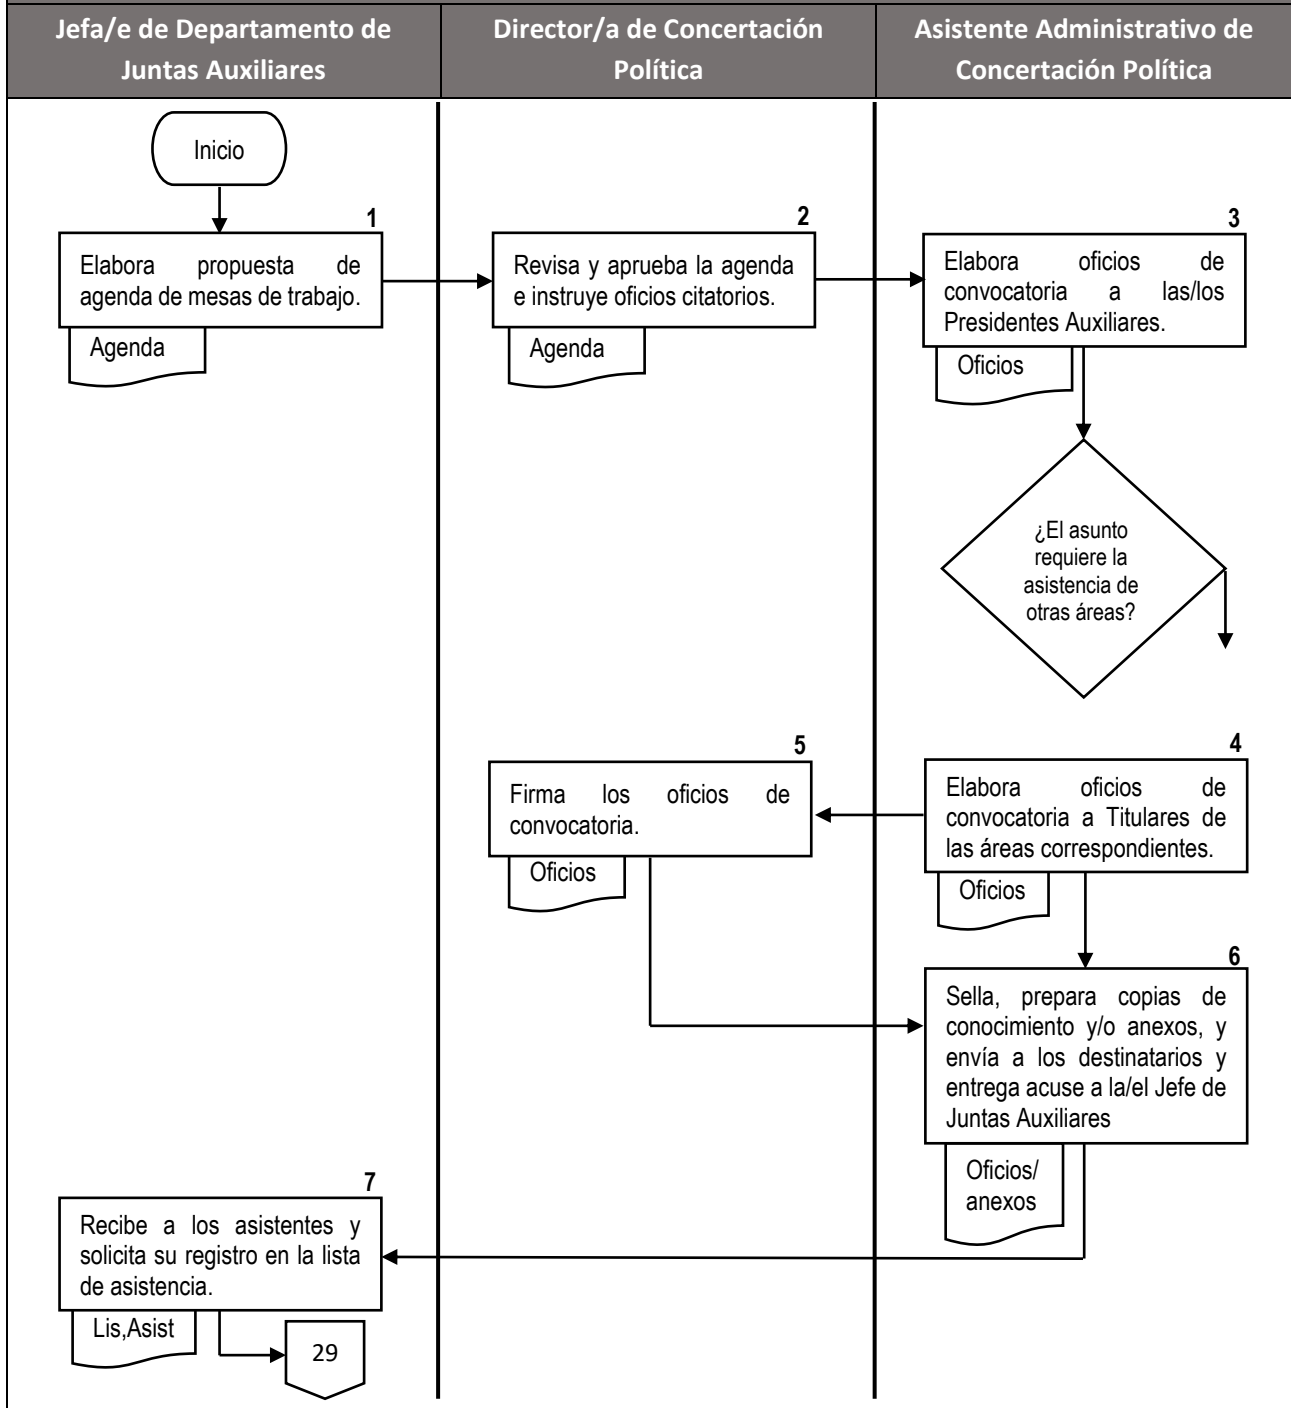 Jefa/e de Departamento de
Juntas Auxiliares
Director/a de Concertación
Política
Asistente Administrativo de
Concertación Política
Inicio
1
Elabora propuesta de
agenda de mesas de trabajo.
Agenda
2
Revisa y aprueba la agenda
e instruye oficios citatorios.
Agenda
3
Elabora oficios de
convocatoria a las/los
Presidentes Auxiliares.
Oficios
¿El asunto
requiere la
asistencia de
otras áreas?
4
Elabora oficios de
convocatoria a Titulares de
las áreas correspondientes.
Oficios
5
Firma los oficios de
convocatoria.
Oficios
6
Sella, prepara copias de
conocimiento y/o anexos, y
envía a los destinatarios y
entrega acuse a la/el Jefe de
Juntas Auxiliares
Oficios/
anexos
7
Recibe a los asistentes y
solicita su registro en la lista
de asistencia.
Lis,Asist
29